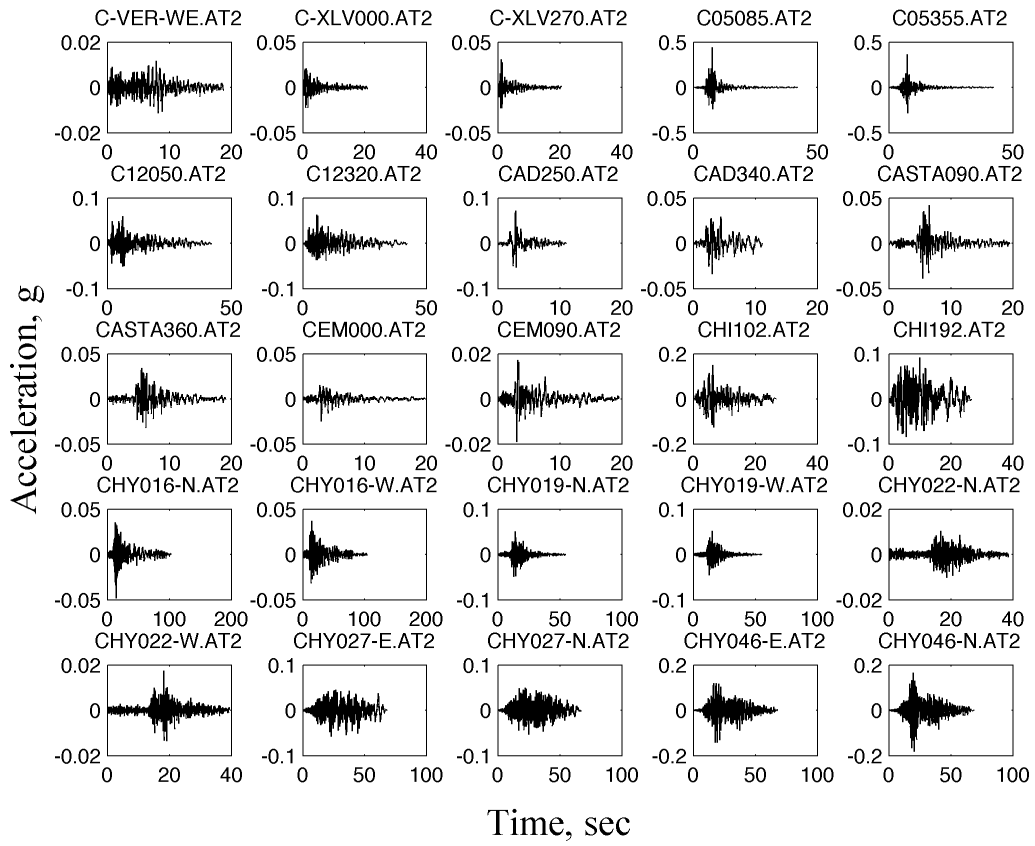 C-VER-WE.AT2 C-XLV000.AT2 C-XLV270.AT2 C05085.AT2 C05355.AT2
0.02 0.05 0.05 0.5 0.5
0 0 0 0 0
-0.02 -0.05 -0.05 -0.5 -0.5
0 10 20 0 20 40 0 20 40 0 50 0 50
C12050.AT2 C12320.AT2 CAD250.AT2 CAD340.AT2 CASTA090.AT2
0.1 0.1 0.1 0.05 0.05
0 0 0 0 0
-0.1 -0.1 -0.1 -0.05 -0.05
0 50 0 50 0 10 20 0 10 20 0 10 20
CASTA360.AT2 CEM000.AT2 CEM090.AT2 CHI102.AT2 CHI192.AT2
0.05 0.05 0.02 0.2 0.1
0 0 0 0 0
-0.05 -0.05 -0.02 -0.2 -0.1
0 10 20 0 10 20 0 10 20 0 20 40 0 20 40
CHY016-N.AT2 CHY016-W.AT2 CHY019-N.AT2 CHY019-W.AT2 CHY022-N.AT2
0.05 0.05 0.1 0.1 0.02
0 0 0 0 0
-0.05 -0.05 -0.1 -0.1 -0.02
0 100 200 0 100 200 0 50 100 0 50 100 0 20 40
CHY022-W.AT2 CHY027-E.AT2 CHY027-N.AT2 CHY046-E.AT2 CHY046-N.AT2
0.02 0.1 0.1 0.2 0.2
0 0 0 0 0
-0.02 -0.1 -0.1 -0.2 -0.2
0 20 40 0 50 100 0 50 100 0 50 100 0 50 100
Acceleration, g
Time, sec